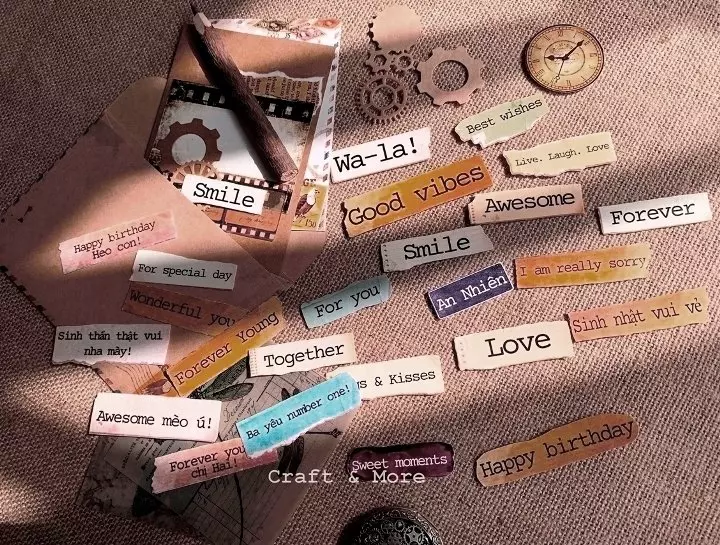 Best wishes
Wa-la!
Live. Laugh. Love
Good vibes
Smile
Awesome
Forever
Happy birthday
Heo con!
Smile
For special day
I am really sorry
An Nhiên
For you
Wonderful you
Forever Young
Sinh nhật vui vẻ
Sinh thần thật vui
nha mày!
Together
Love
s & Kisses
Awesome mèo ú!
Ba yêu number one!
Forever you
chị Hai!
Sweet moments
Happy birthday
Craft & More